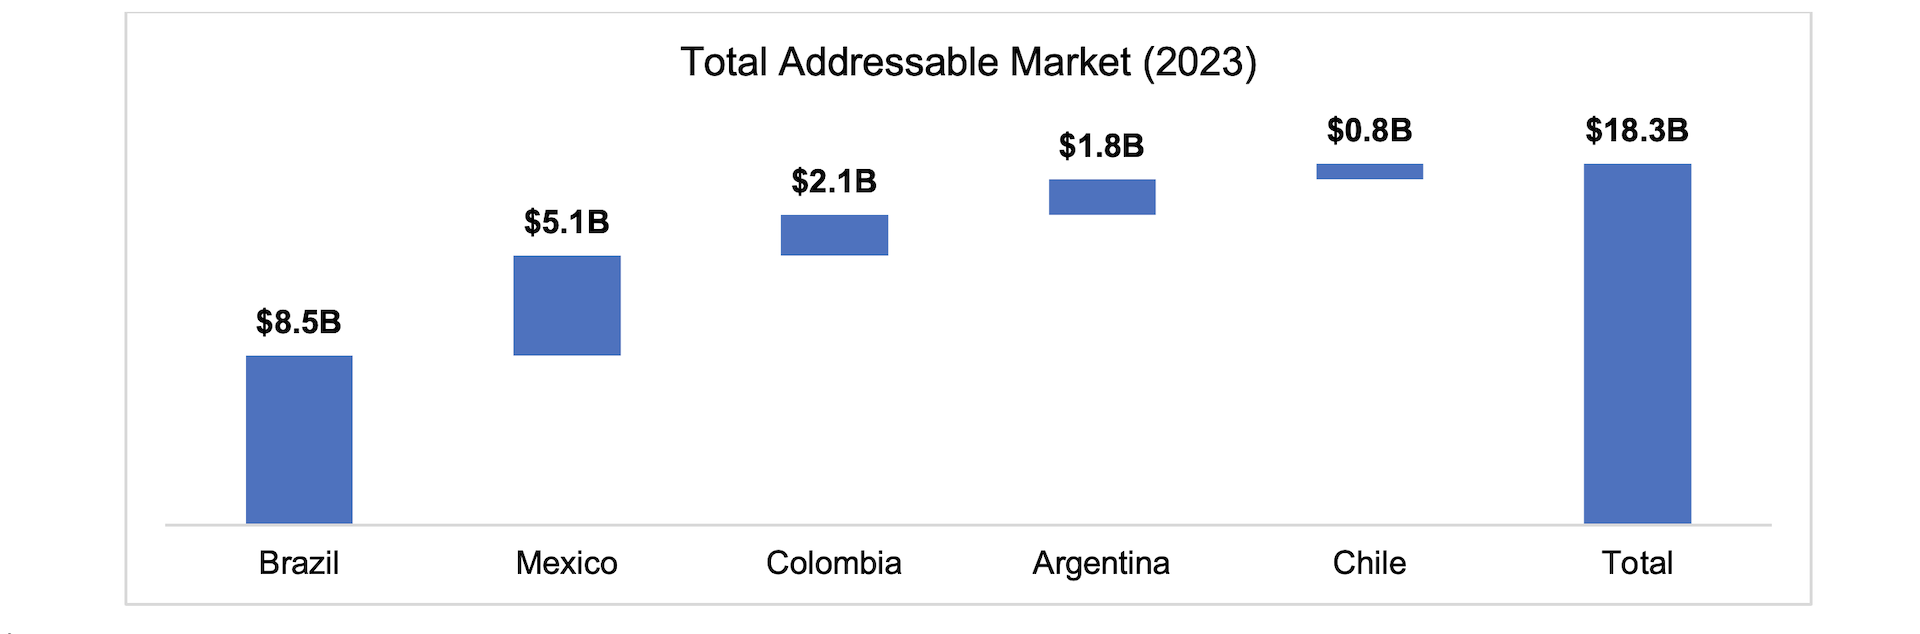 Total Addressable Market (2023)
$8.5B
$5.1B
$2.1B
$1.8B
$0.8B
$18.3B
Brazil
Mexico
Colombia
Argentina
Chile
Total